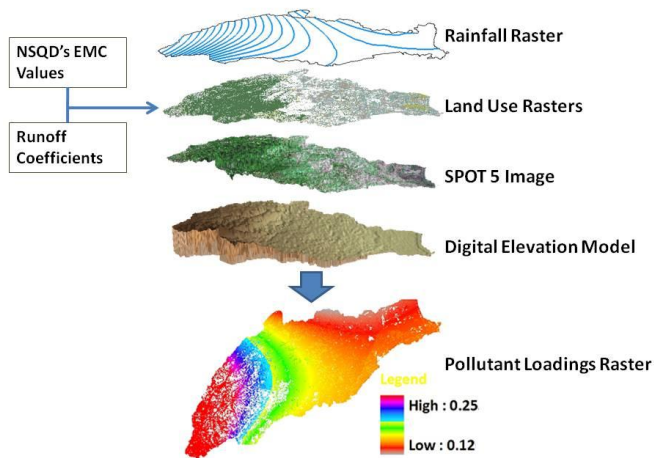 Rainfall Raster
NSQD's EMC
Values
Land Use Rasters
Runoff
Coefficients
SPOT 5 Image
Digital Elevation Model
Pollutant Loadings Raster
Legend
High : 0.25
Low : 0.12